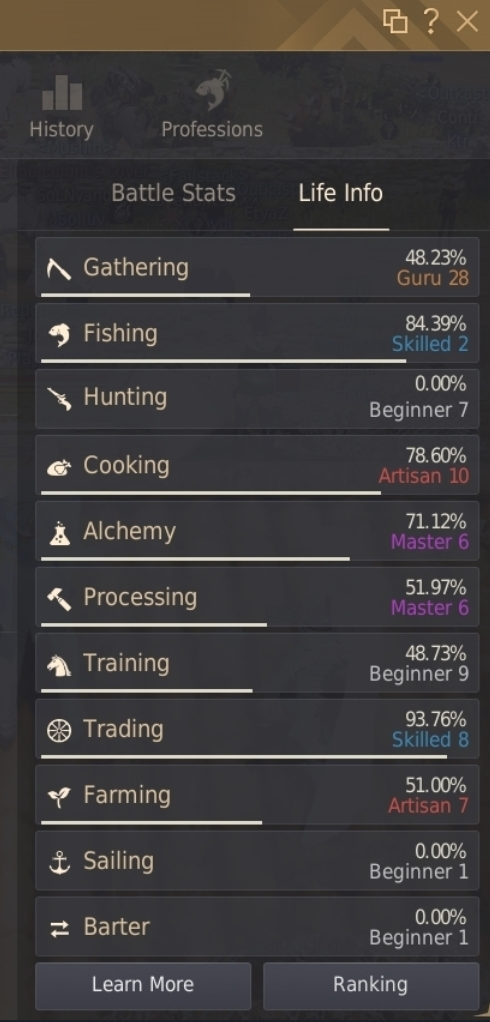 ?
History
Professions
Battle Stats
Life Info
Gathering
48.23%
Guru 28
Fishing
84.39%
Skilled 2
Hunting
0.00%
Beginner 7
Cooking
78.60%
Artisan 10
Alchemy
71.12%
Master 6
Processing
51.97%
Master 6
Training
48.73%
Beginner 9
Trading
93.76%
Skilled 8
Farming
51.00%
Artisan 7
Sailing
0.00%
Beginner 1
Barter
0.00%
Beginner 1
Learn More
Ranking